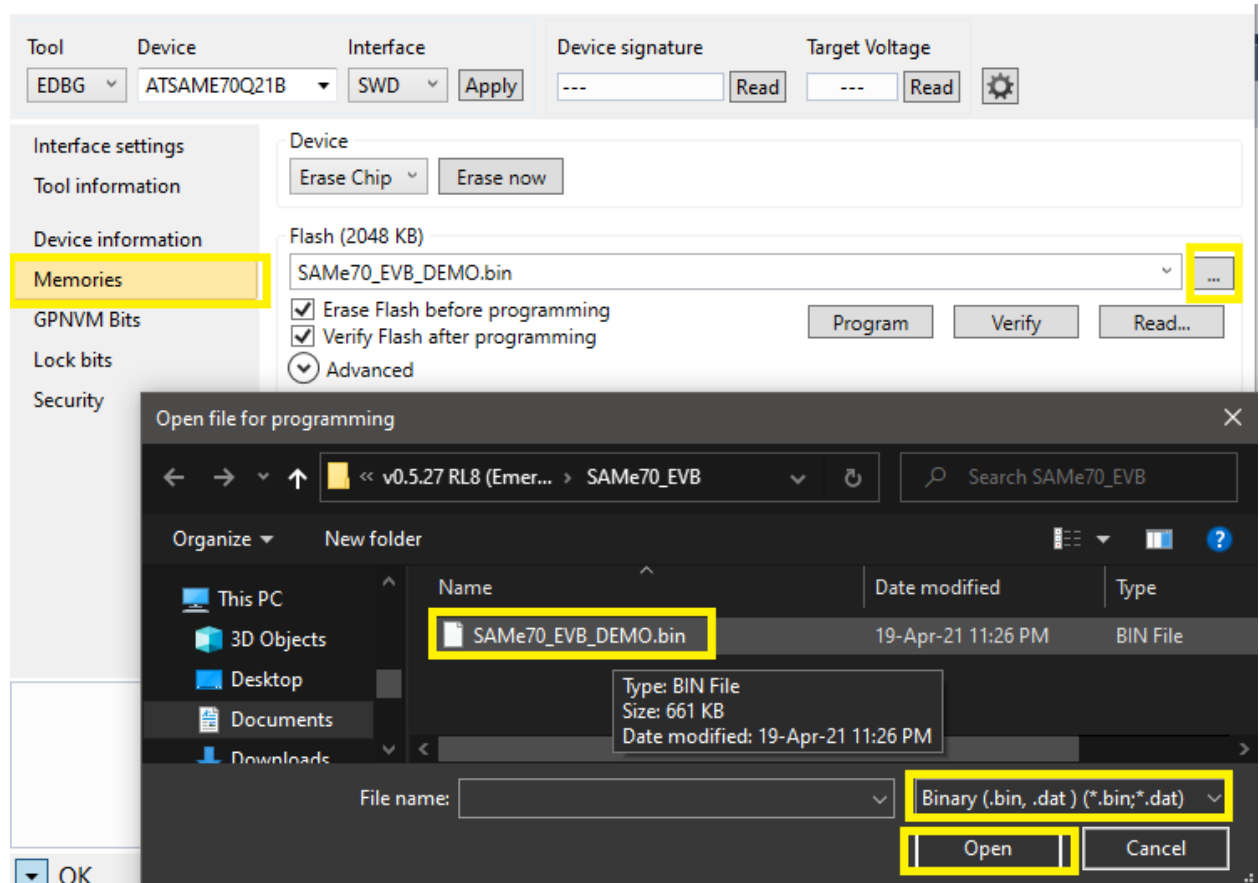 Tool Device Interface Device signature Target Voltage
EDBG ATSAME70Q21B SWD Apply --- Read --- Read
Interface settings
Tool information
Device information
Memories
GPNVM Bits
Lock bits
Security
Device
Erase Chip Erase now
Flash (2048 KB)
SAMe70_EVB_DEMO.bin ...
Erase Flash before programming
Verify Flash after programming
Program Verify Read...
Advanced
Open file for programming
« v0.5.27 RL8 (Emer... > SAMe70_EVB Search SAMe70_EVB
Organize New folder ?
This PC
3D Objects
Desktop
Documents
Downloads
Name Date modified Type
SAMe70_EVB_DEMO.bin 19-Apr-21 11:26 PM BIN File
Type: BIN File
Size: 661 KB
Date modified: 19-Apr-21 11:26 PM
File name: Binary (.bin, .dat ) (*.bin;*.dat)
Open Cancel
OK